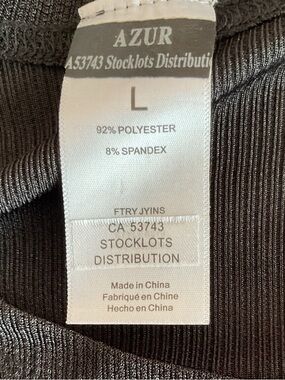 AZUR
A53743 Stocklots Distributi
L
92% POLYESTER
8% SPANDEX
FTRY JYINS
CA 53743
STOCKLOTS
DISTRIBUTION
Made in China
Fabriqué en Chine
Hecho en China